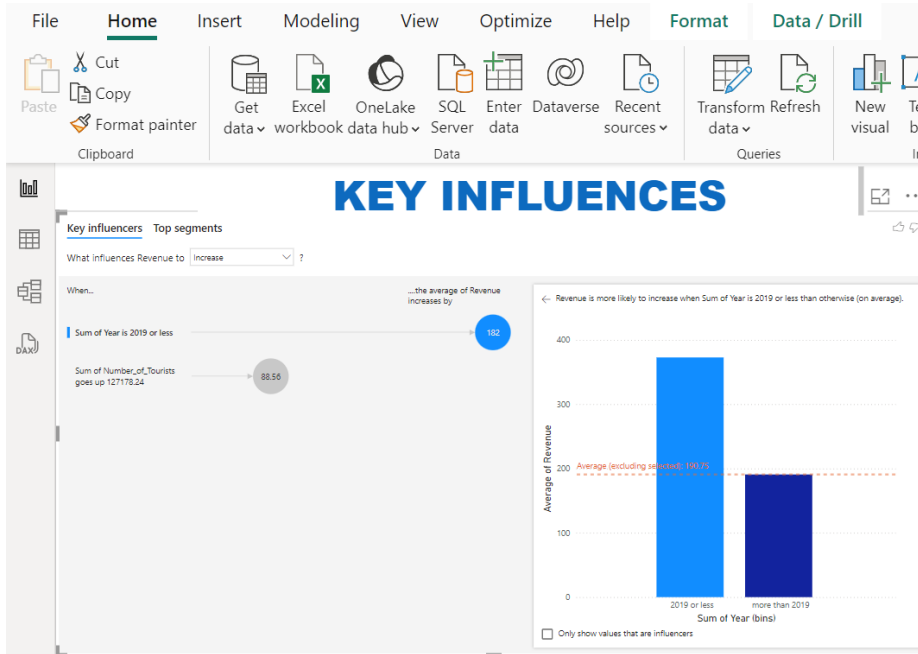 File Home Insert Modeling View Optimize Help Format Data / Drill
Paste
Cut
Copy
Format painter
Clipboard
Get data
Excel workbook
OneLake data hub
SQL Server
Enter data
Dataverse
Recent sources
Data
Transform data
Refresh
Queries
New visual
KEY INFLUENCES
Key influencers Top segments
What influences Revenue to Increase ?
When...
....the average of Revenue
increases by
Sum of Year is 2019 or less
182
Sum of Number_of_Tourists
goes up 127178.24
88.56
DAX
Revenue is more likely to increase when Sum of Year is 2019 or less than otherwise (on average).
400
300
200
100
0
Average of Revenue
Average (excluding selected): 190.75
2019 or less more than 2019
Sum of Year (bins)
Only show values that are influencers